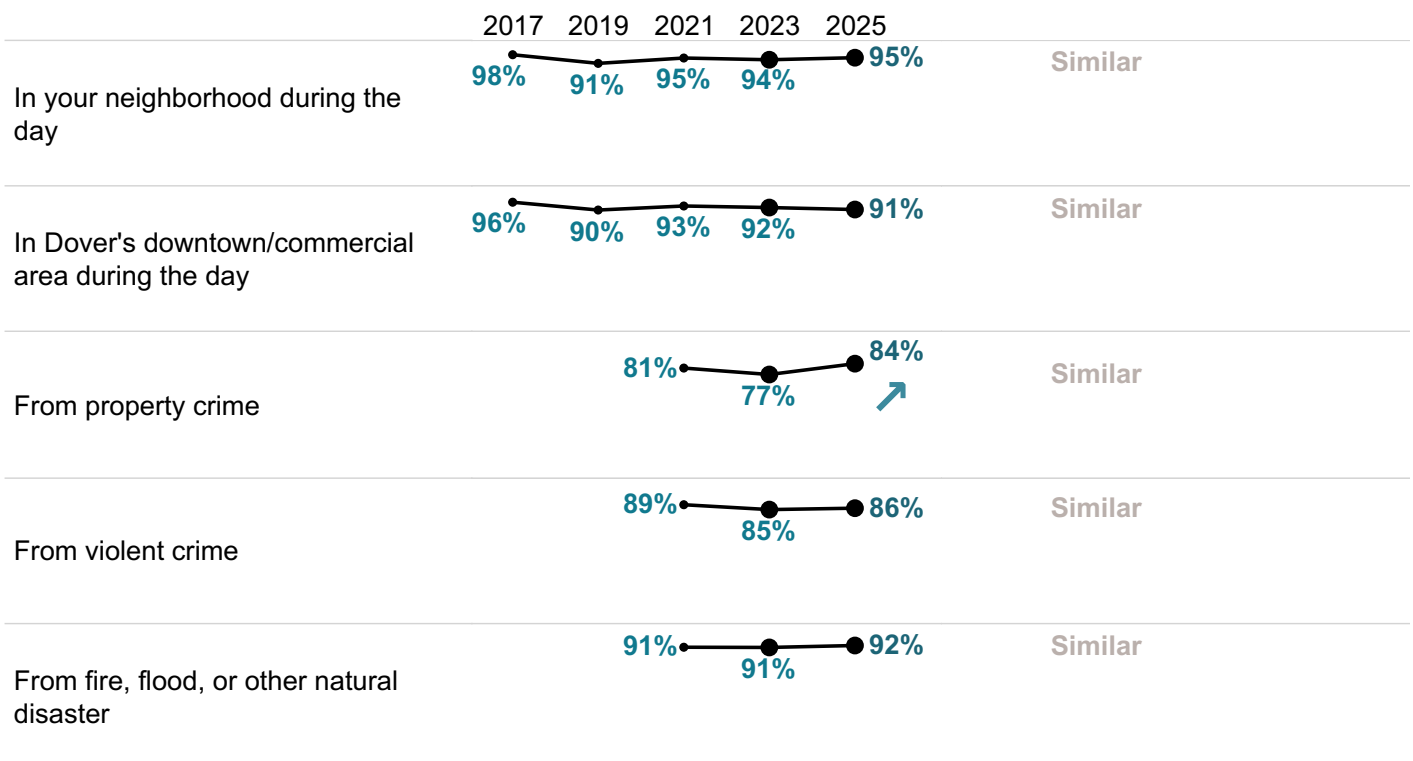 2017 2019 2021 2023 2025
98% 91% 95% 94% 95% Similar
In your neighborhood during the
day
96% 90% 93% 92% 91% Similar
In Dover's downtown/commercial
area during the day
81% 77% 84% Similar
From property crime
89% 85% 86% Similar
From violent crime
91% 91% 92% Similar
From fire, flood, or other natural
disaster